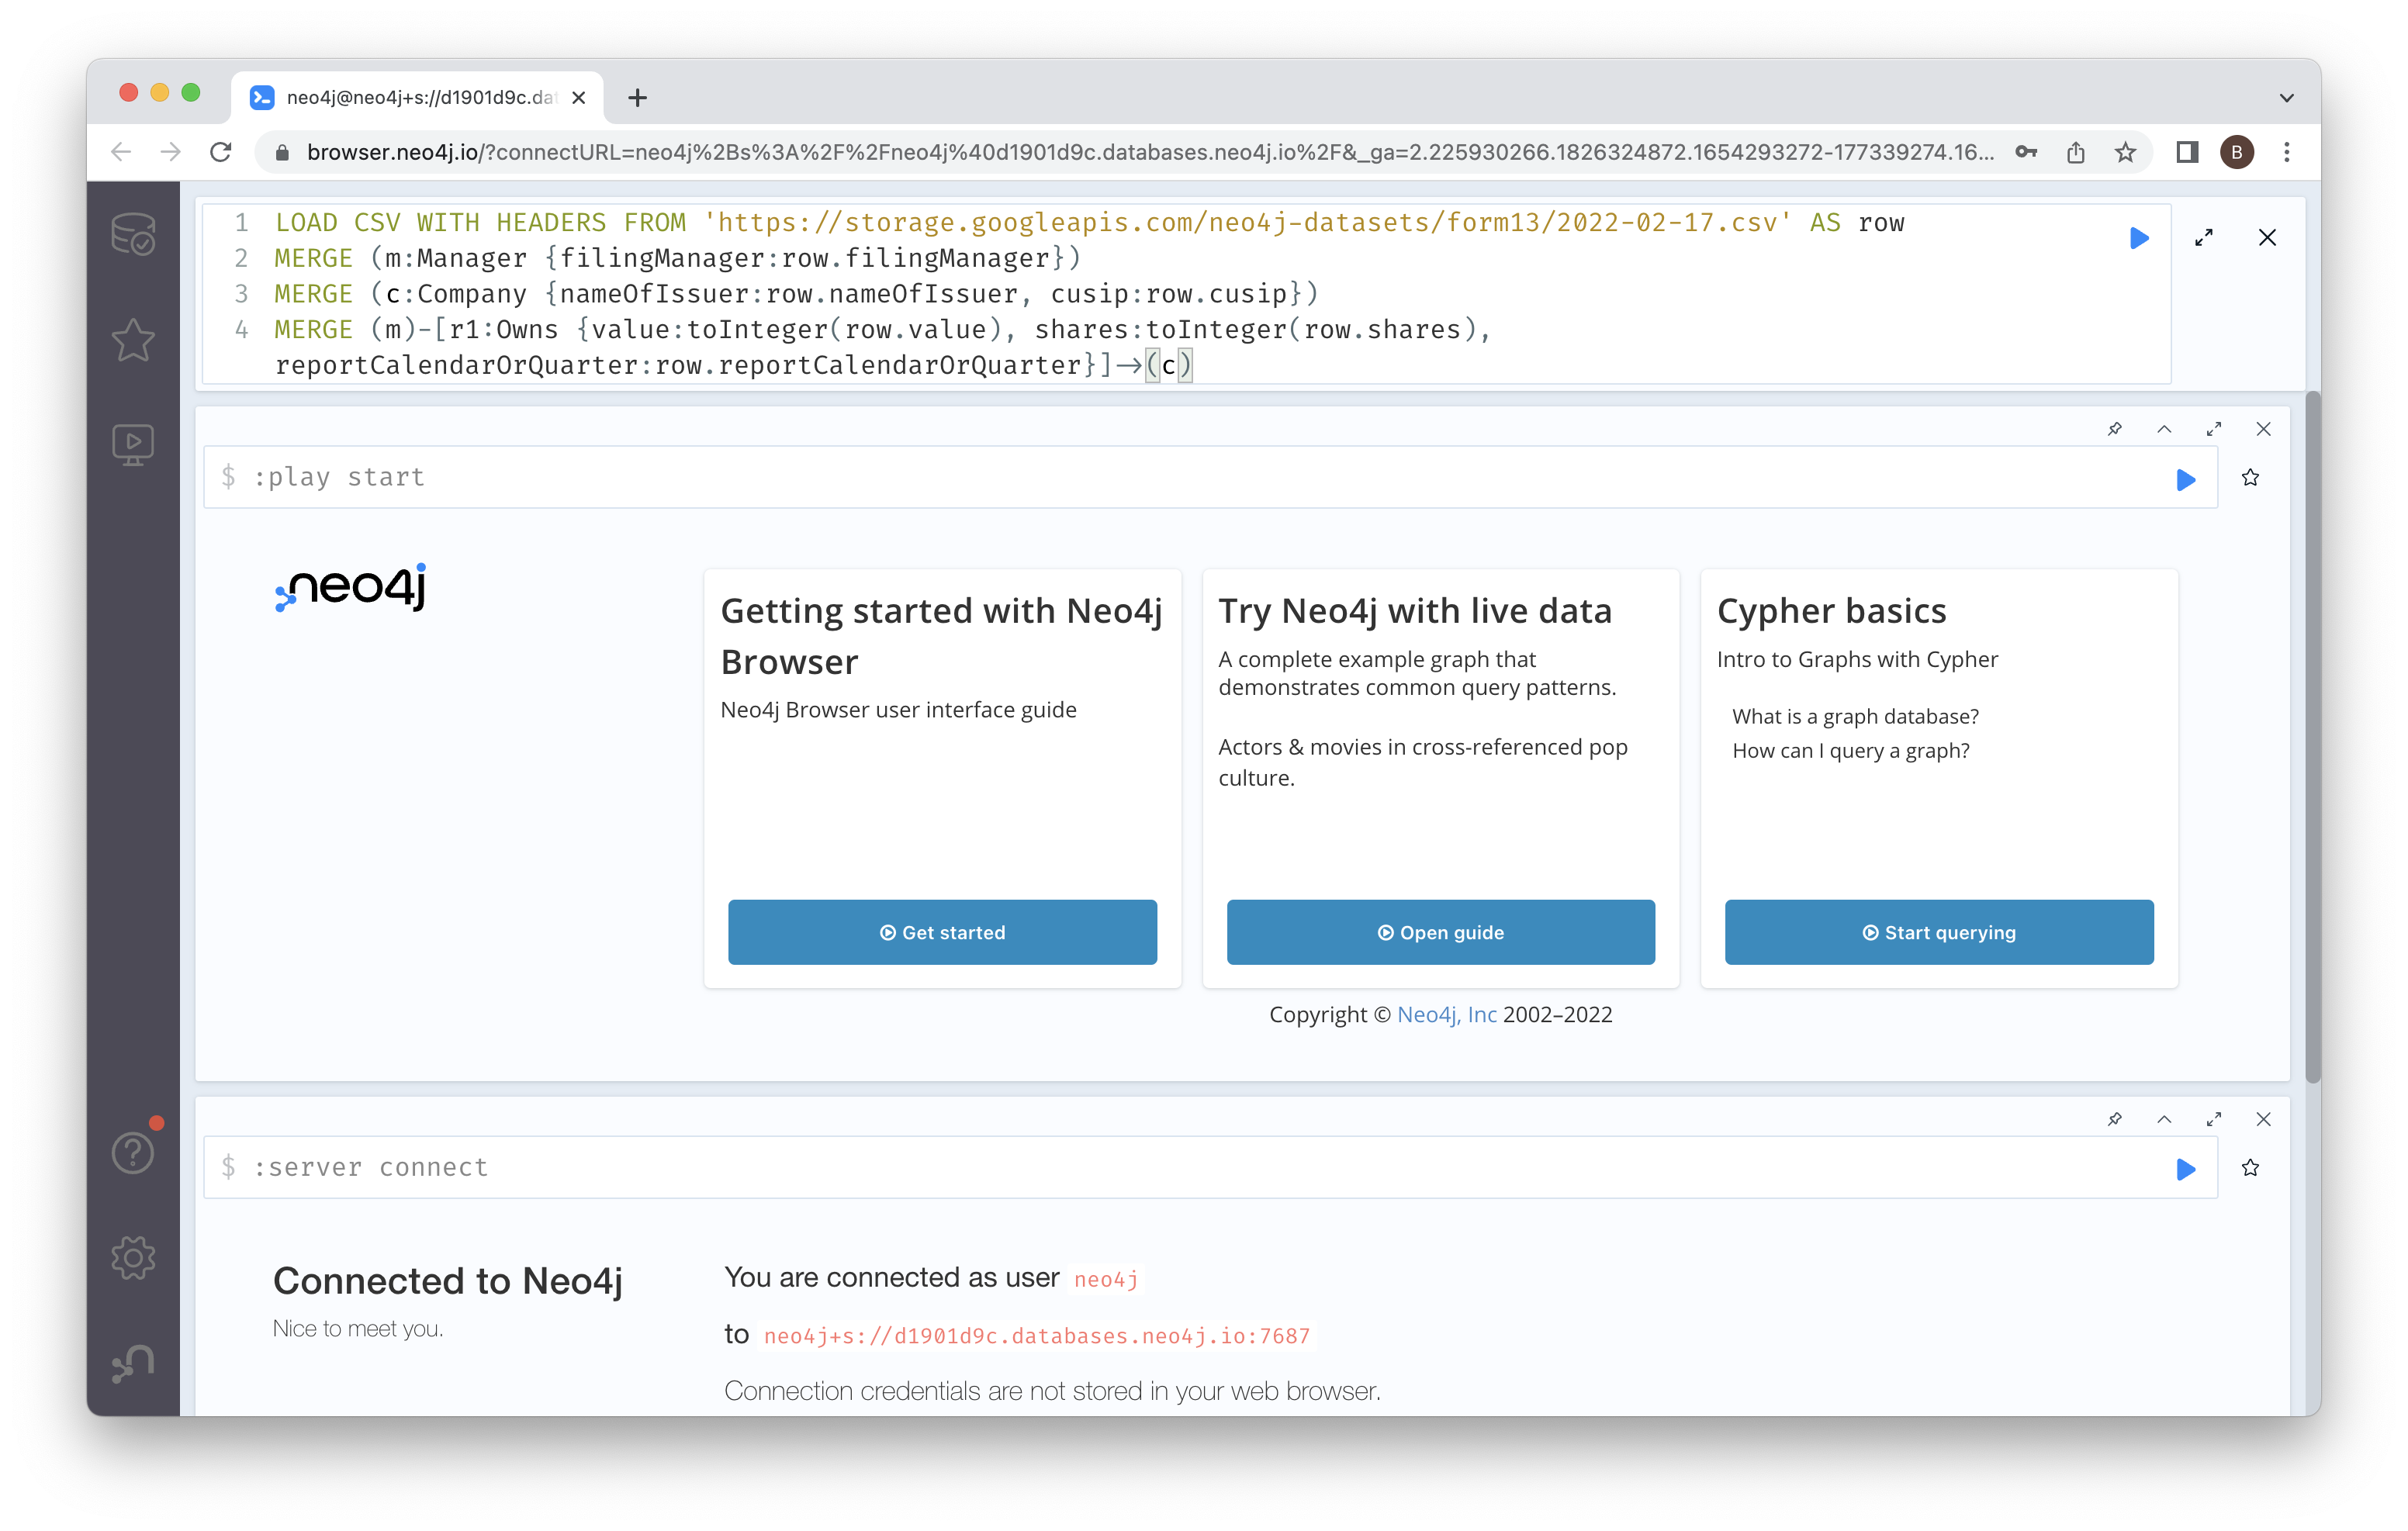 neo4j@neo4j+s://d1901d9c.dat
browser.neo4j.io/?connectURL=neo4j%2Bs%3A%2F%2Fneo4j%40d1901d9c.databases.neo4j.io%2F&_ga=2.225930266.1826324872.1654293272-177339274.16...
B
1 LOAD CSV WITH HEADERS FROM 'https://storage.googleapis.com/neo4j-datasets/form13/2022-02-17.csv' AS row
2 MERGE (m:Manager {filingManager:row.filingManager})
3 MERGE (c:Company {nameOfIssuer:row.nameOfIssuer, cusip:row.cusip})
4 MERGE (m)-[r1:Owns {value:toInteger(row.value), shares:toInteger(row.shares),
reportCalendarOrQuarter:row.reportCalendarOrQuarter}]->(c)
$ :play start
neo4j
Getting started with Neo4j
Browser
Neo4j Browser user interface guide
Get started
Try Neo4j with live data
A complete example graph that
demonstrates common query patterns.
Actors & movies in cross-referenced pop
culture.
Open guide
Cypher basics
Intro to Graphs with Cypher
What is a graph database?
How can I query a graph?
Start querying
Copyright © Neo4j, Inc 2002–2022
$ :server connect
Connected to Neo4j
Nice to meet you.
You are connected as user neo4j
to neo4j+s://d1901d9c.databases.neo4j.io:7687
Connection credentials are not stored in your web browser.